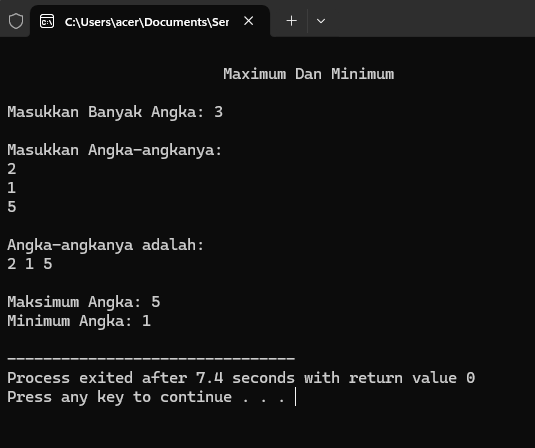 C:\Users\acer\Documents\Ser
Maximum Dan Minimum
Masukkan Banyak Angka: 3
Masukkan Angka-angkanya:
2
1
5
Angka-angkanya adalah:
2 1 5
Maksimum Angka: 5
Minimum Angka: 1
--------------------------------
Process exited after 7.4 seconds with return value 0
Press any key to continue . . .